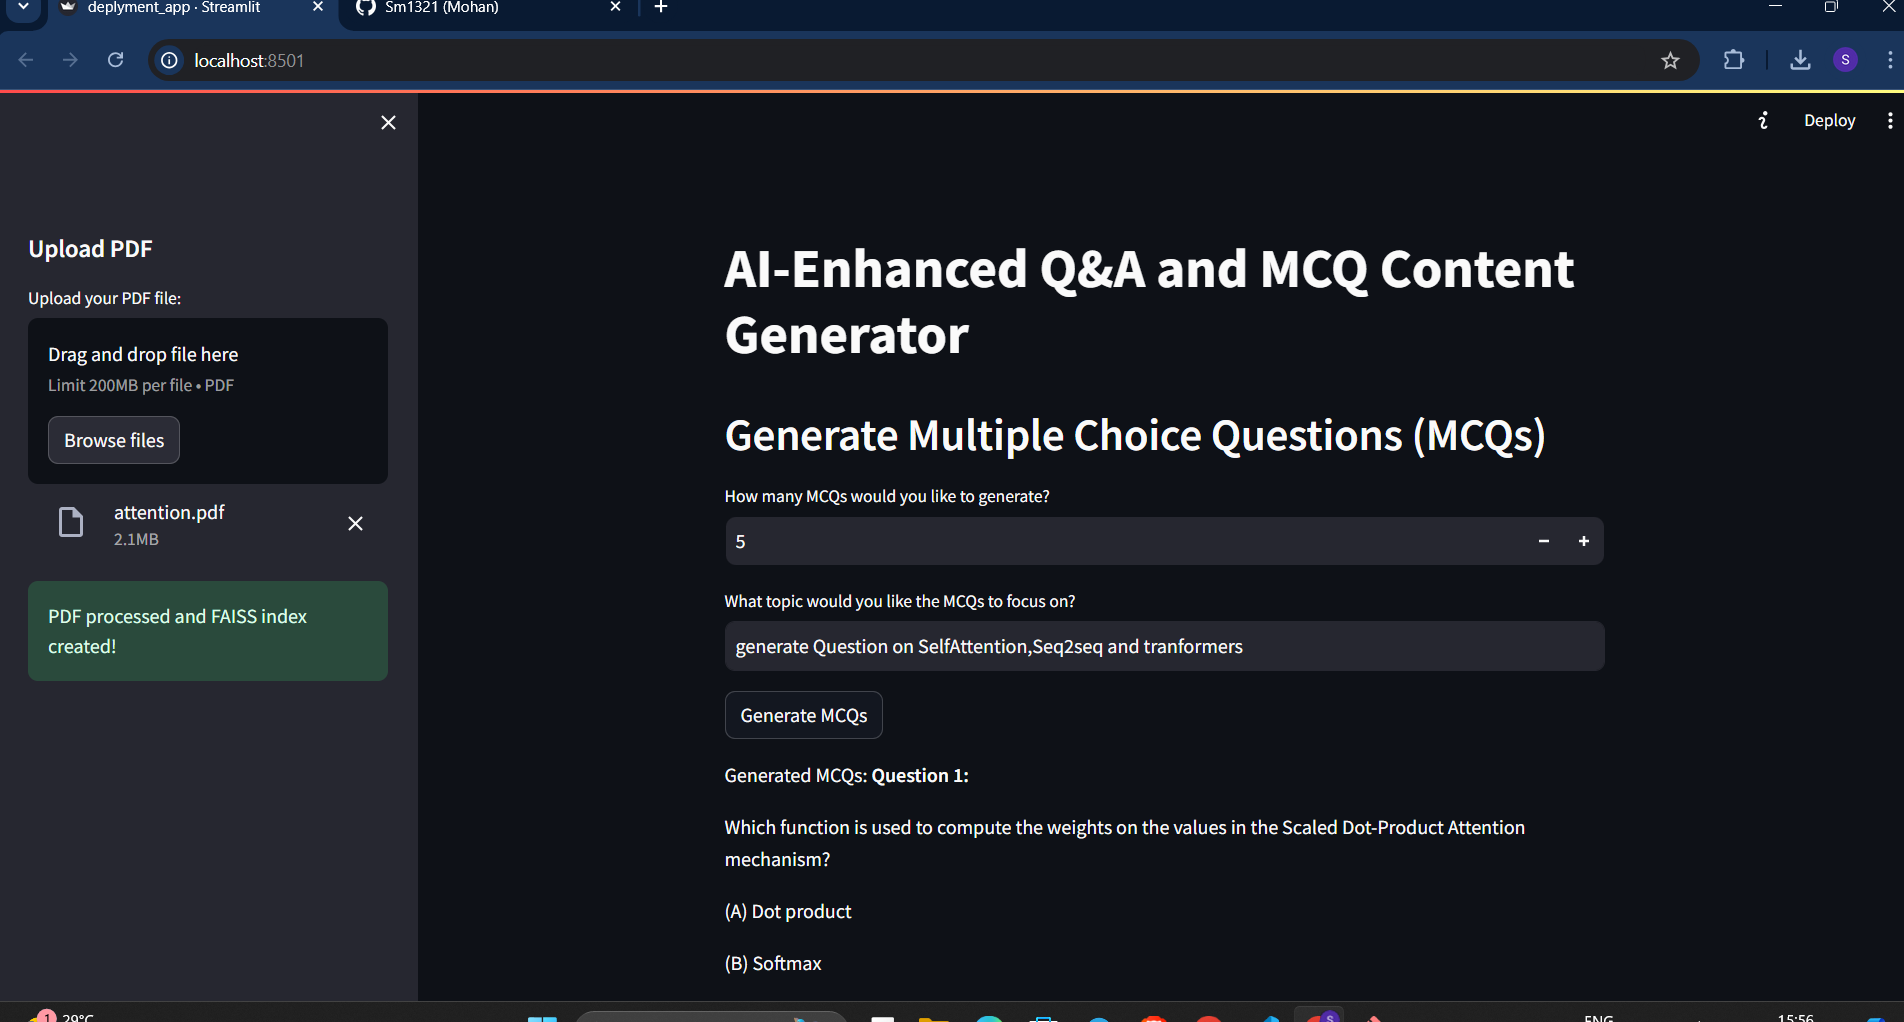 deplyment_app · Streamlit
Sm1321 (Mohan)
localhost:8501
S
Deploy
Upload PDF
Upload your PDF file:
Drag and drop file here
Limit 200MB per file • PDF
Browse files
attention.pdf
2.1MB
PDF processed and FAISS index
created!
AI-Enhanced Q&A and MCQ Content
Generator
Generate Multiple Choice Questions (MCQs)
How many MCQs would you like to generate?
5
What topic would you like the MCQs to focus on?
generate Question on SelfAttention,Seq2seq and tranformers
Generate MCQs
Generated MCQs: Question 1:
Which function is used to compute the weights on the values in the Scaled Dot-Product Attention
mechanism?
(A) Dot product
(B) Softmax
1
29°C
S
ENG
15:56